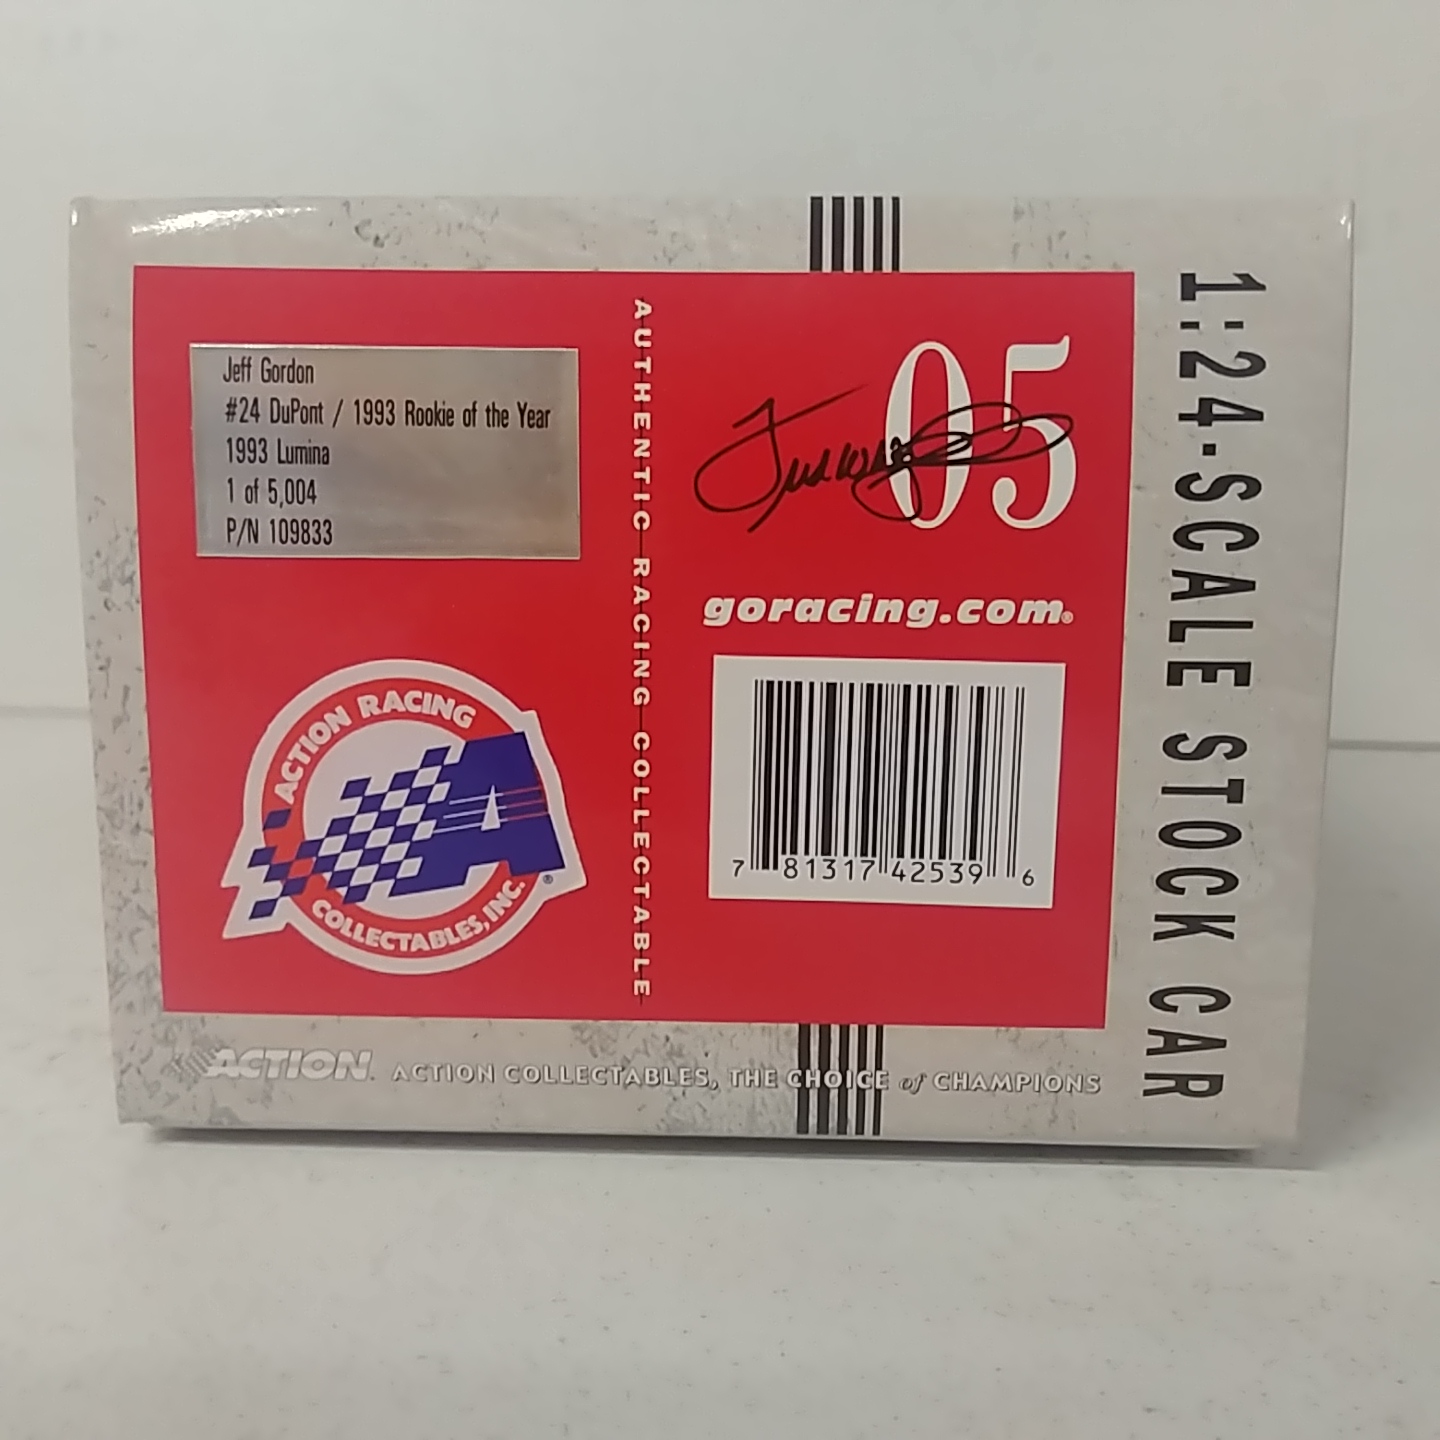 Jeff Gordon
#24 DuPont / 1993 Rookie of the Year
1993 Lumina
1 of 5,004
P/N 109833
ACTION RACING
COLLECTABLES, INC.
®
AUTHENTIC RACING COLLECTABLE
05
goracing.com®
7 81317 42539 6
1:24-SCALE STOCK CAR
ACTION. ACTION COLLECTABLES, THE CHOICE of CHAMPIONS